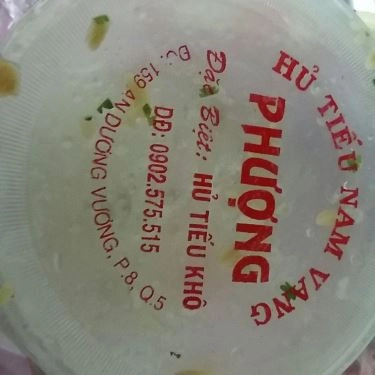 HỦ TIẾU NAM VANG
PHƯỢNG
Đặc Biệt: HỦ TIẾU KHÔ
DĐ: 0902.575.515
Đ/c: 159 AN DƯƠNG VƯƠNG, P.8, Q.5